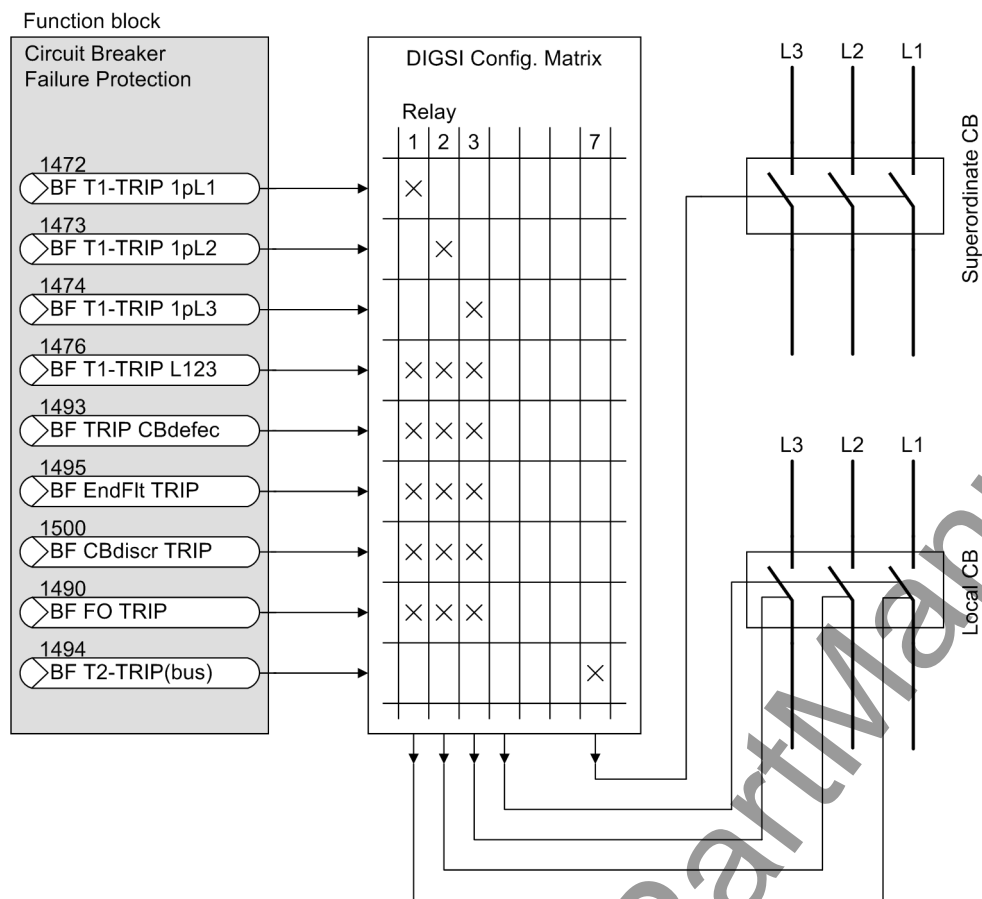 Function block
Circuit Breaker
Failure Protection
1472
BF T1-TRIP 1pL1
1473
BF T1-TRIP 1pL2
1474
BF T1-TRIP 1pL3
1476
BF T1-TRIP L123
1493
BF TRIP CBdefec
1495
BF EndFlt TRIP
1500
BF CBdiscr TRIP
1490
BF FO TRIP
1494
BF T2-TRIP(bus)
DIGSI Config. Matrix
Relay
1 2 3 7
L3 L2 L1
Superordinate CB
L3 L2 L1
Local CB